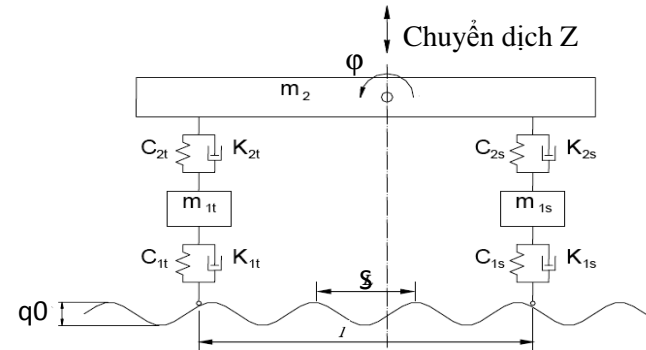 Chuyển dịch Z
φ
m2
C2t K2t C2s K2s
m1t m1s
C1t K1t C1s K1s
q0
l